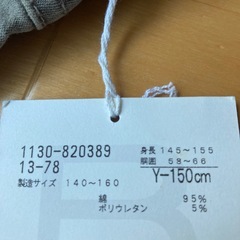 1130-820389
13-78
製造サイズ 140～160
身長 145～155
胴囲 58～66
Y-150cm
綿 95%
ポリウレタン 5%